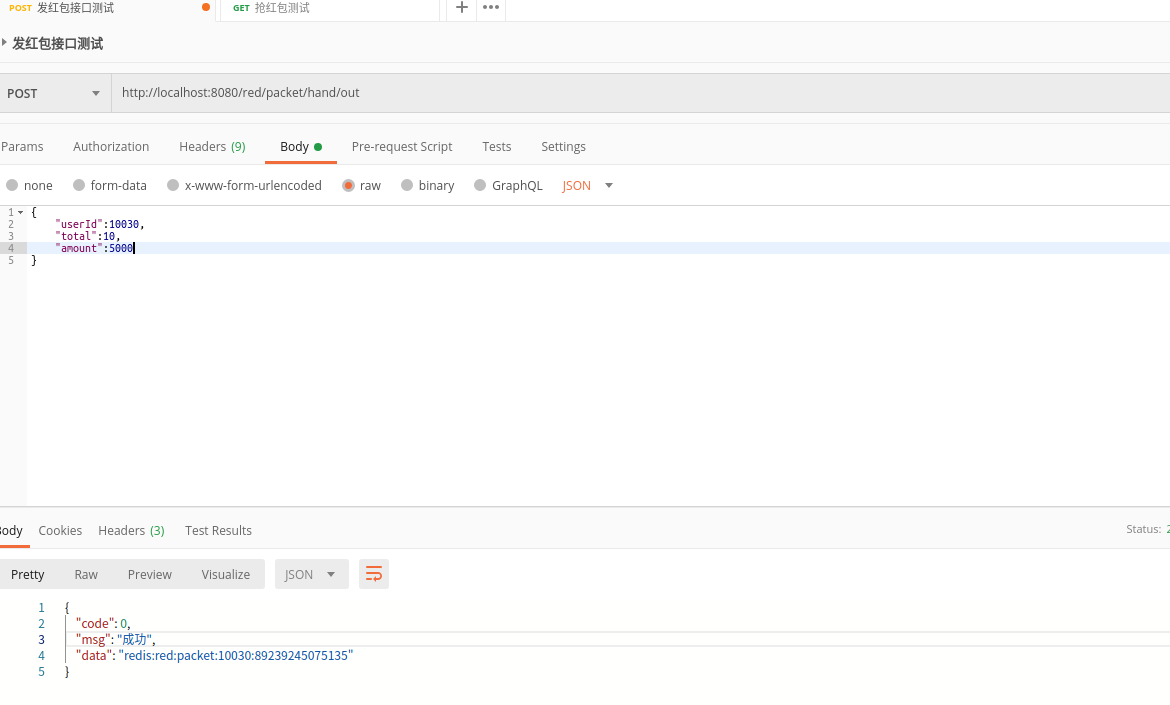 POST 发红包接口测试 GET 抢红包测试
发红包接口测试
POST http://localhost:8080/red/packet/hand/out
Params Authorization Headers (9) Body Pre-request Script Tests Settings
none form-data x-www-form-urlencoded raw binary GraphQL JSON
1 {
2 "userId":10030,
3 "total":10,
4 "amount":5000
5 }
Body Cookies Headers (3) Test Results Status: 2
Pretty Raw Preview Visualize JSON
1 {
2 "code": 0,
3 "msg": "成功",
4 "data": "redis:red:packet:10030:89239245075135"
5 }